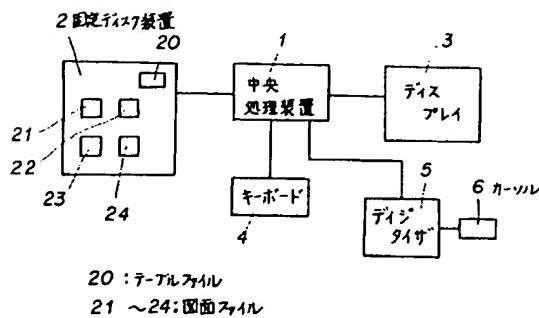 2 固定ディスク装置
20
21
22
23
24
1
中央
処理装置
3
ディス
プレイ
キーボード
4
5
ディジ
タイザ
6 カーソル
20:テーブルファイル
21 ~24:図面ファイル